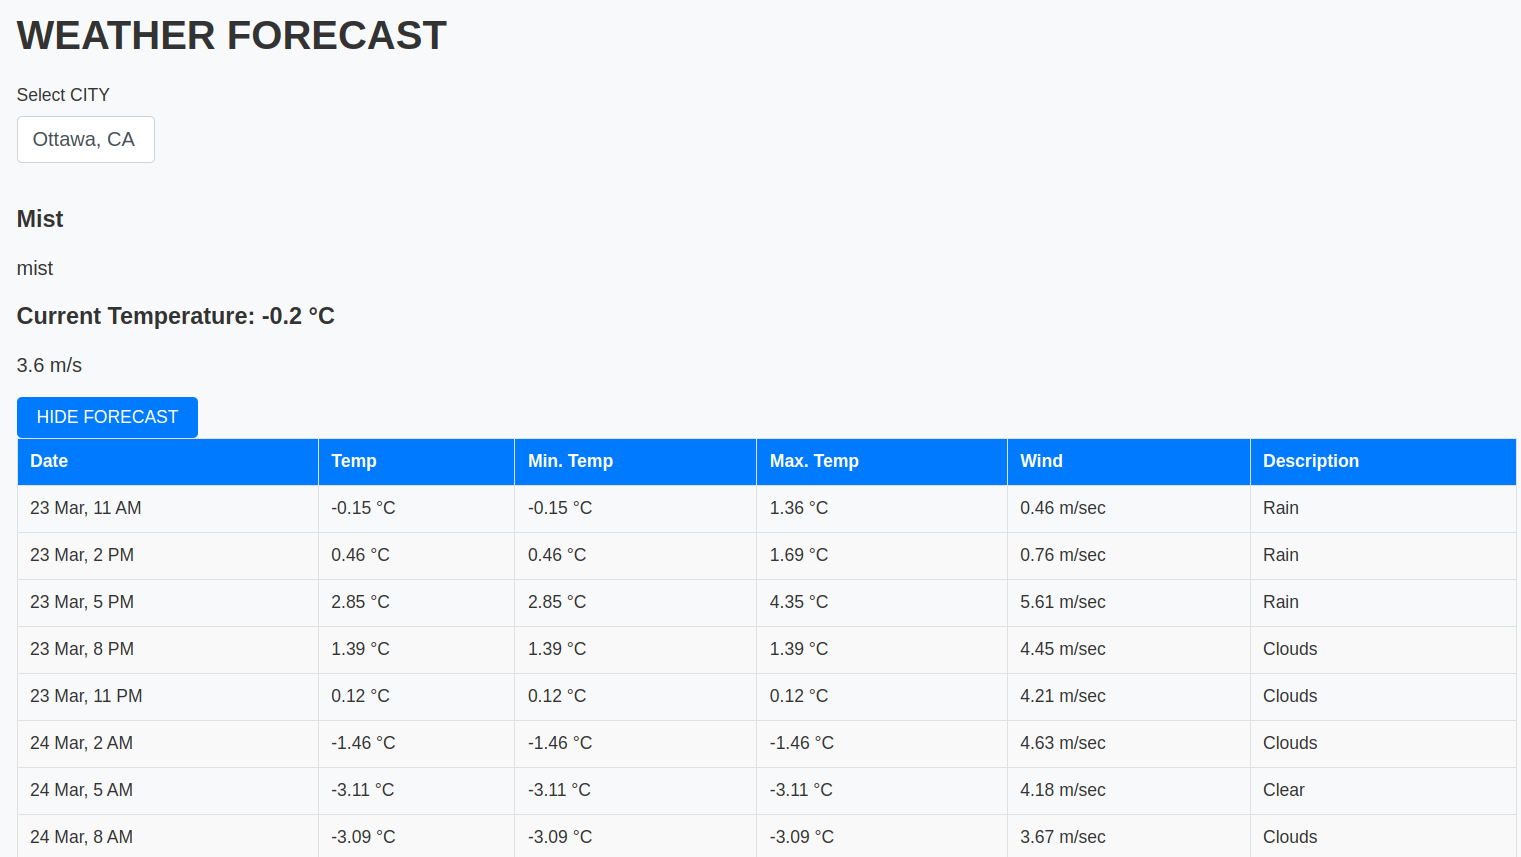 WEATHER FORECAST
Select CITY
Ottawa, CA
Mist
mist
Current Temperature: -0.2 °C
3.6 m/s
HIDE FORECAST
Date Temp Min. Temp Max. Temp Wind Description
23 Mar, 11 AM -0.15 °C -0.15 °C 1.36 °C 0.46 m/sec Rain
23 Mar, 2 PM 0.46 °C 0.46 °C 1.69 °C 0.76 m/sec Rain
23 Mar, 5 PM 2.85 °C 2.85 °C 4.35 °C 5.61 m/sec Rain
23 Mar, 8 PM 1.39 °C 1.39 °C 1.39 °C 4.45 m/sec Clouds
23 Mar, 11 PM 0.12 °C 0.12 °C 0.12 °C 4.21 m/sec Clouds
24 Mar, 2 AM -1.46 °C -1.46 °C -1.46 °C 4.63 m/sec Clouds
24 Mar, 5 AM -3.11 °C -3.11 °C -3.11 °C 4.18 m/sec Clear
24 Mar, 8 AM -3.09 °C -3.09 °C -3.09 °C 3.67 m/sec Clouds